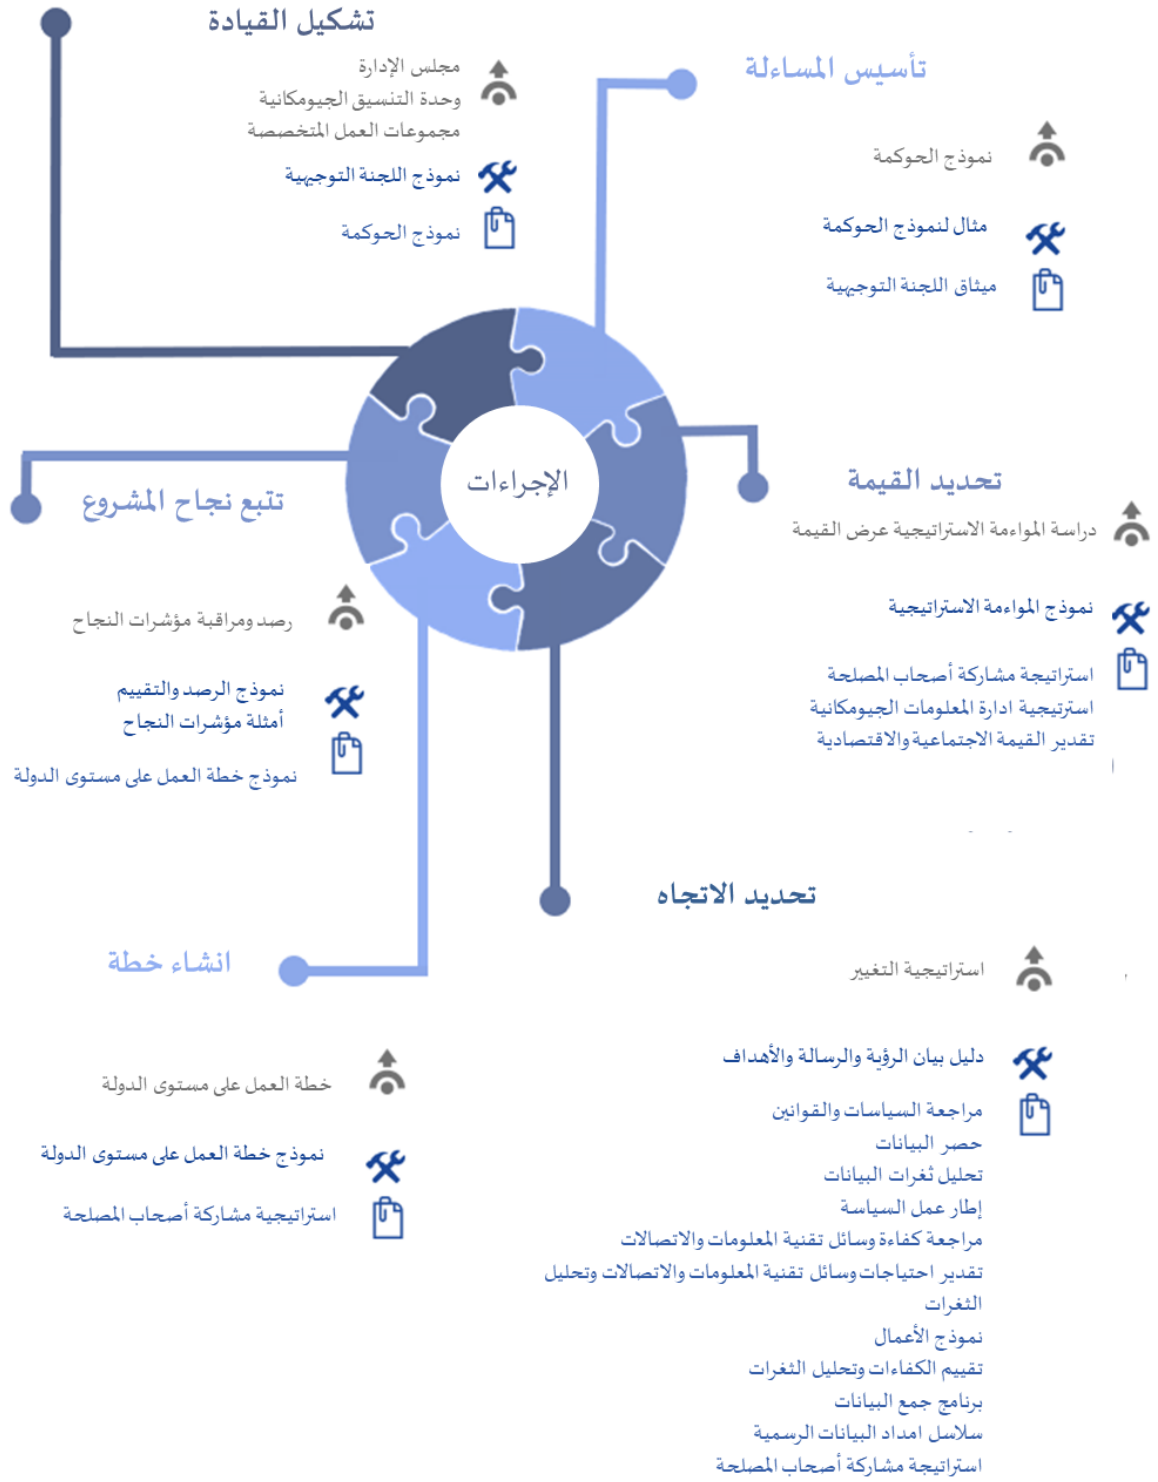 تشكيل القيادة
مجلس الإدارة
وحدة التنسيق الجيومكانية
مجموعات العمل المتخصصة
نموذج اللجنة التوجيهية
نموذج الحوكمة
تأسيس المساءلة
نموذج الحوكمة
مثال لنموذج الحوكمة
ميثاق اللجنة التوجيهية
الإجراءات
تحديد القيمة
دراسة المواءمة الاستراتيجية عرض القيمة
نموذج المواءمة الاستراتيجية
استراتيجة مشاركة أصحاب المصلحة
استرتيجية ادارة المعلومات الجيومكانية
تقدير القيمة الاجتماعية والاقتصادية
تتبع نجاح المشروع
رصد ومراقبة مؤشرات النجاح
نموذج الرصد والتقييم
أمثلة مؤشرات النجاح
نموذج خطة العمل على مستوى الدولة
تحديد الاتجاه
استراتيجية التغيير
دليل بيان الرؤية والرسالة والأهداف
مراجعة السياسات والقوانين
حصر البيانات
تحليل ثغرات البيانات
إطار عمل السياسة
مراجعة كفاءة وسائل تقنية المعلومات والاتصالات
تقدير احتياجات وسائل تقنية المعلومات والاتصالات وتحليل
الثغرات
نموذج الأعمال
تقييم الكفاءات وتحليل الثغرات
برنامج جمع البيانات
سلاسل امداد البيانات الرسمية
استراتيجة مشاركة أصحاب المصلحة
انشاء خطة
خطة العمل على مستوى الدولة
نموذج خطة العمل على مستوى الدولة
استراتيجية مشاركة أصحاب المصلحة